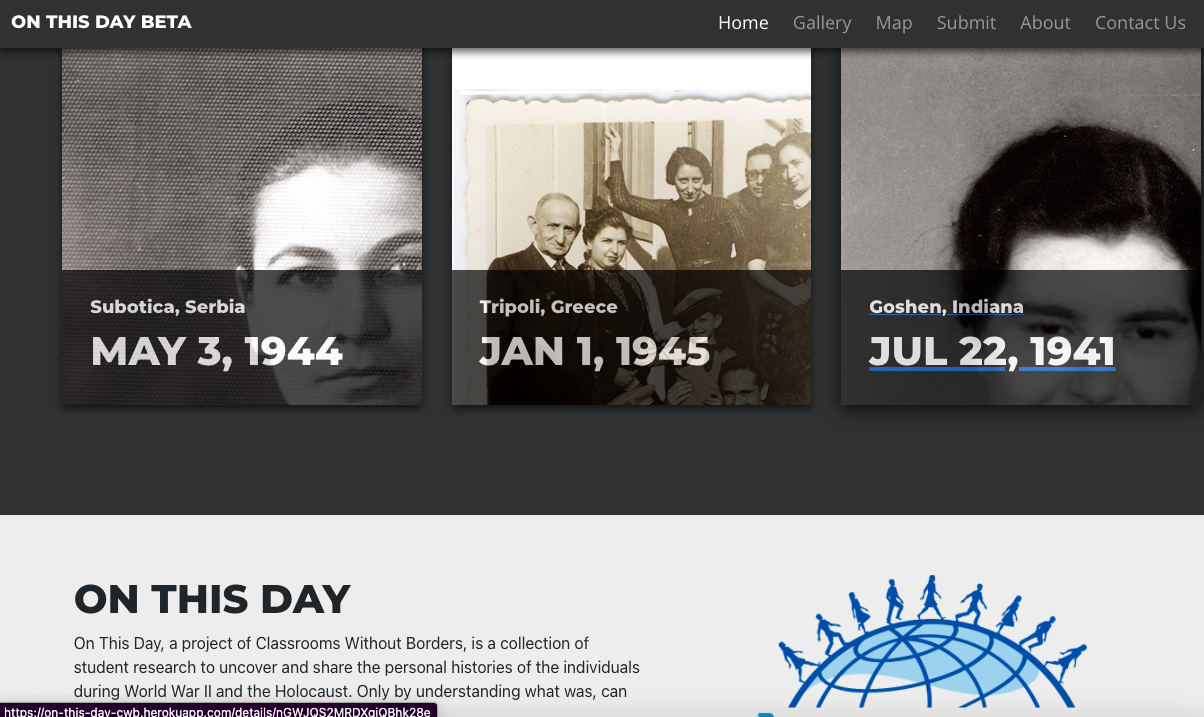 ON THIS DAY BETA
Home Gallery Map Submit About Contact Us
Subotica, Serbia
MAY 3, 1944
Tripoli, Greece
JAN 1, 1945
Goshen, Indiana
JUL 22, 1941
ON THIS DAY
On This Day, a project of Classrooms Without Borders, is a collection of
student research to uncover and share the personal histories of the individuals
during World War II and the Holocaust. Only by understanding what was, can
https://on-this-day-cwb.herokuapp.com/details/nGWJQS2MRDXgiQBhk28e